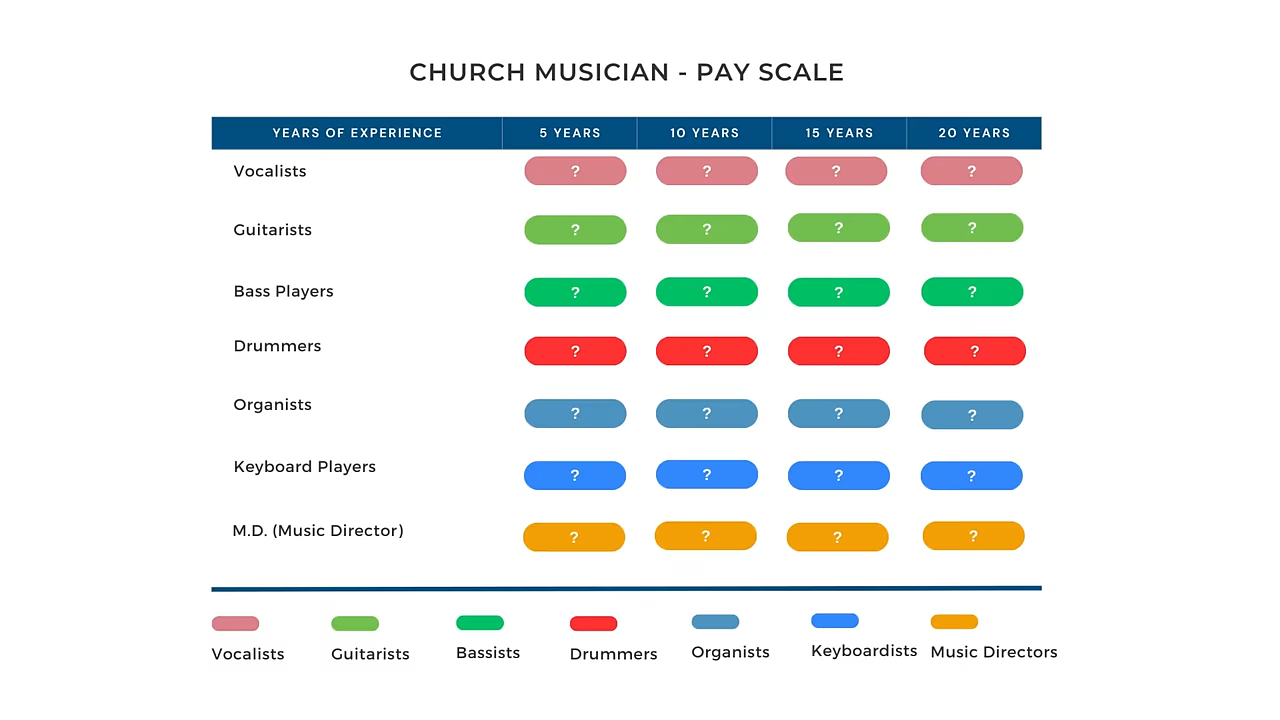 CHURCH MUSICIAN - PAY SCALE
YEARS OF EXPERIENCE 5 YEARS 10 YEARS 15 YEARS 20 YEARS
Vocalists ? ? ? ?
Guitarists ? ? ? ?
Bass Players ? ? ? ?
Drummers ? ? ? ?
Organists ? ? ? ?
Keyboard Players ? ? ? ?
M.D. (Music Director) ? ? ? ?
Vocalists Guitarists Bassists Drummers Organists Keyboardists Music Directors